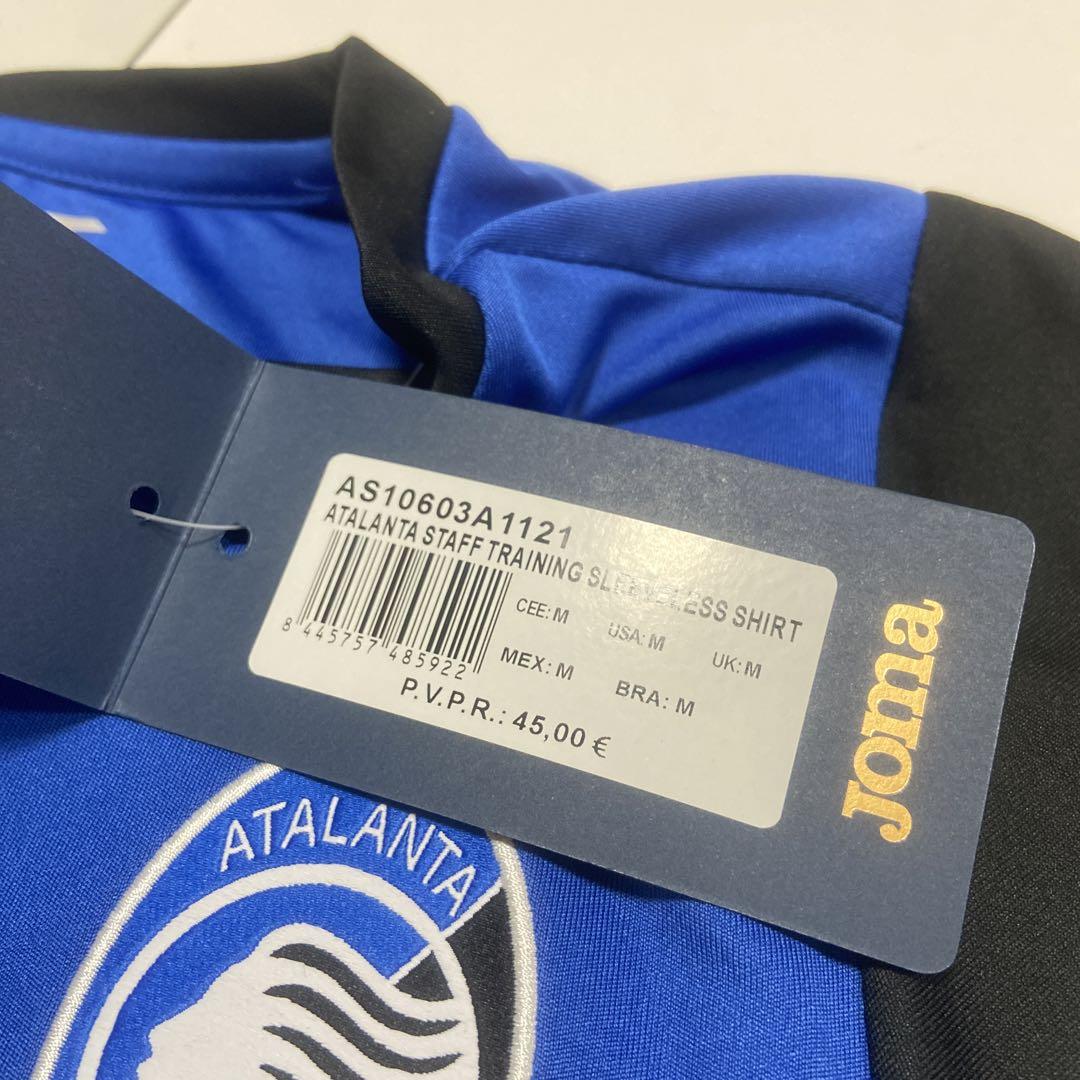 AS10603A1121
ATALANTA STAFF TRAINING SLEEVELESS SHIRT
CEE: M USA: M UK: M
MEX: M BRA: M
8 445757 485922
P.V.P.R.: 45,00 €
Joma
ATALANTA